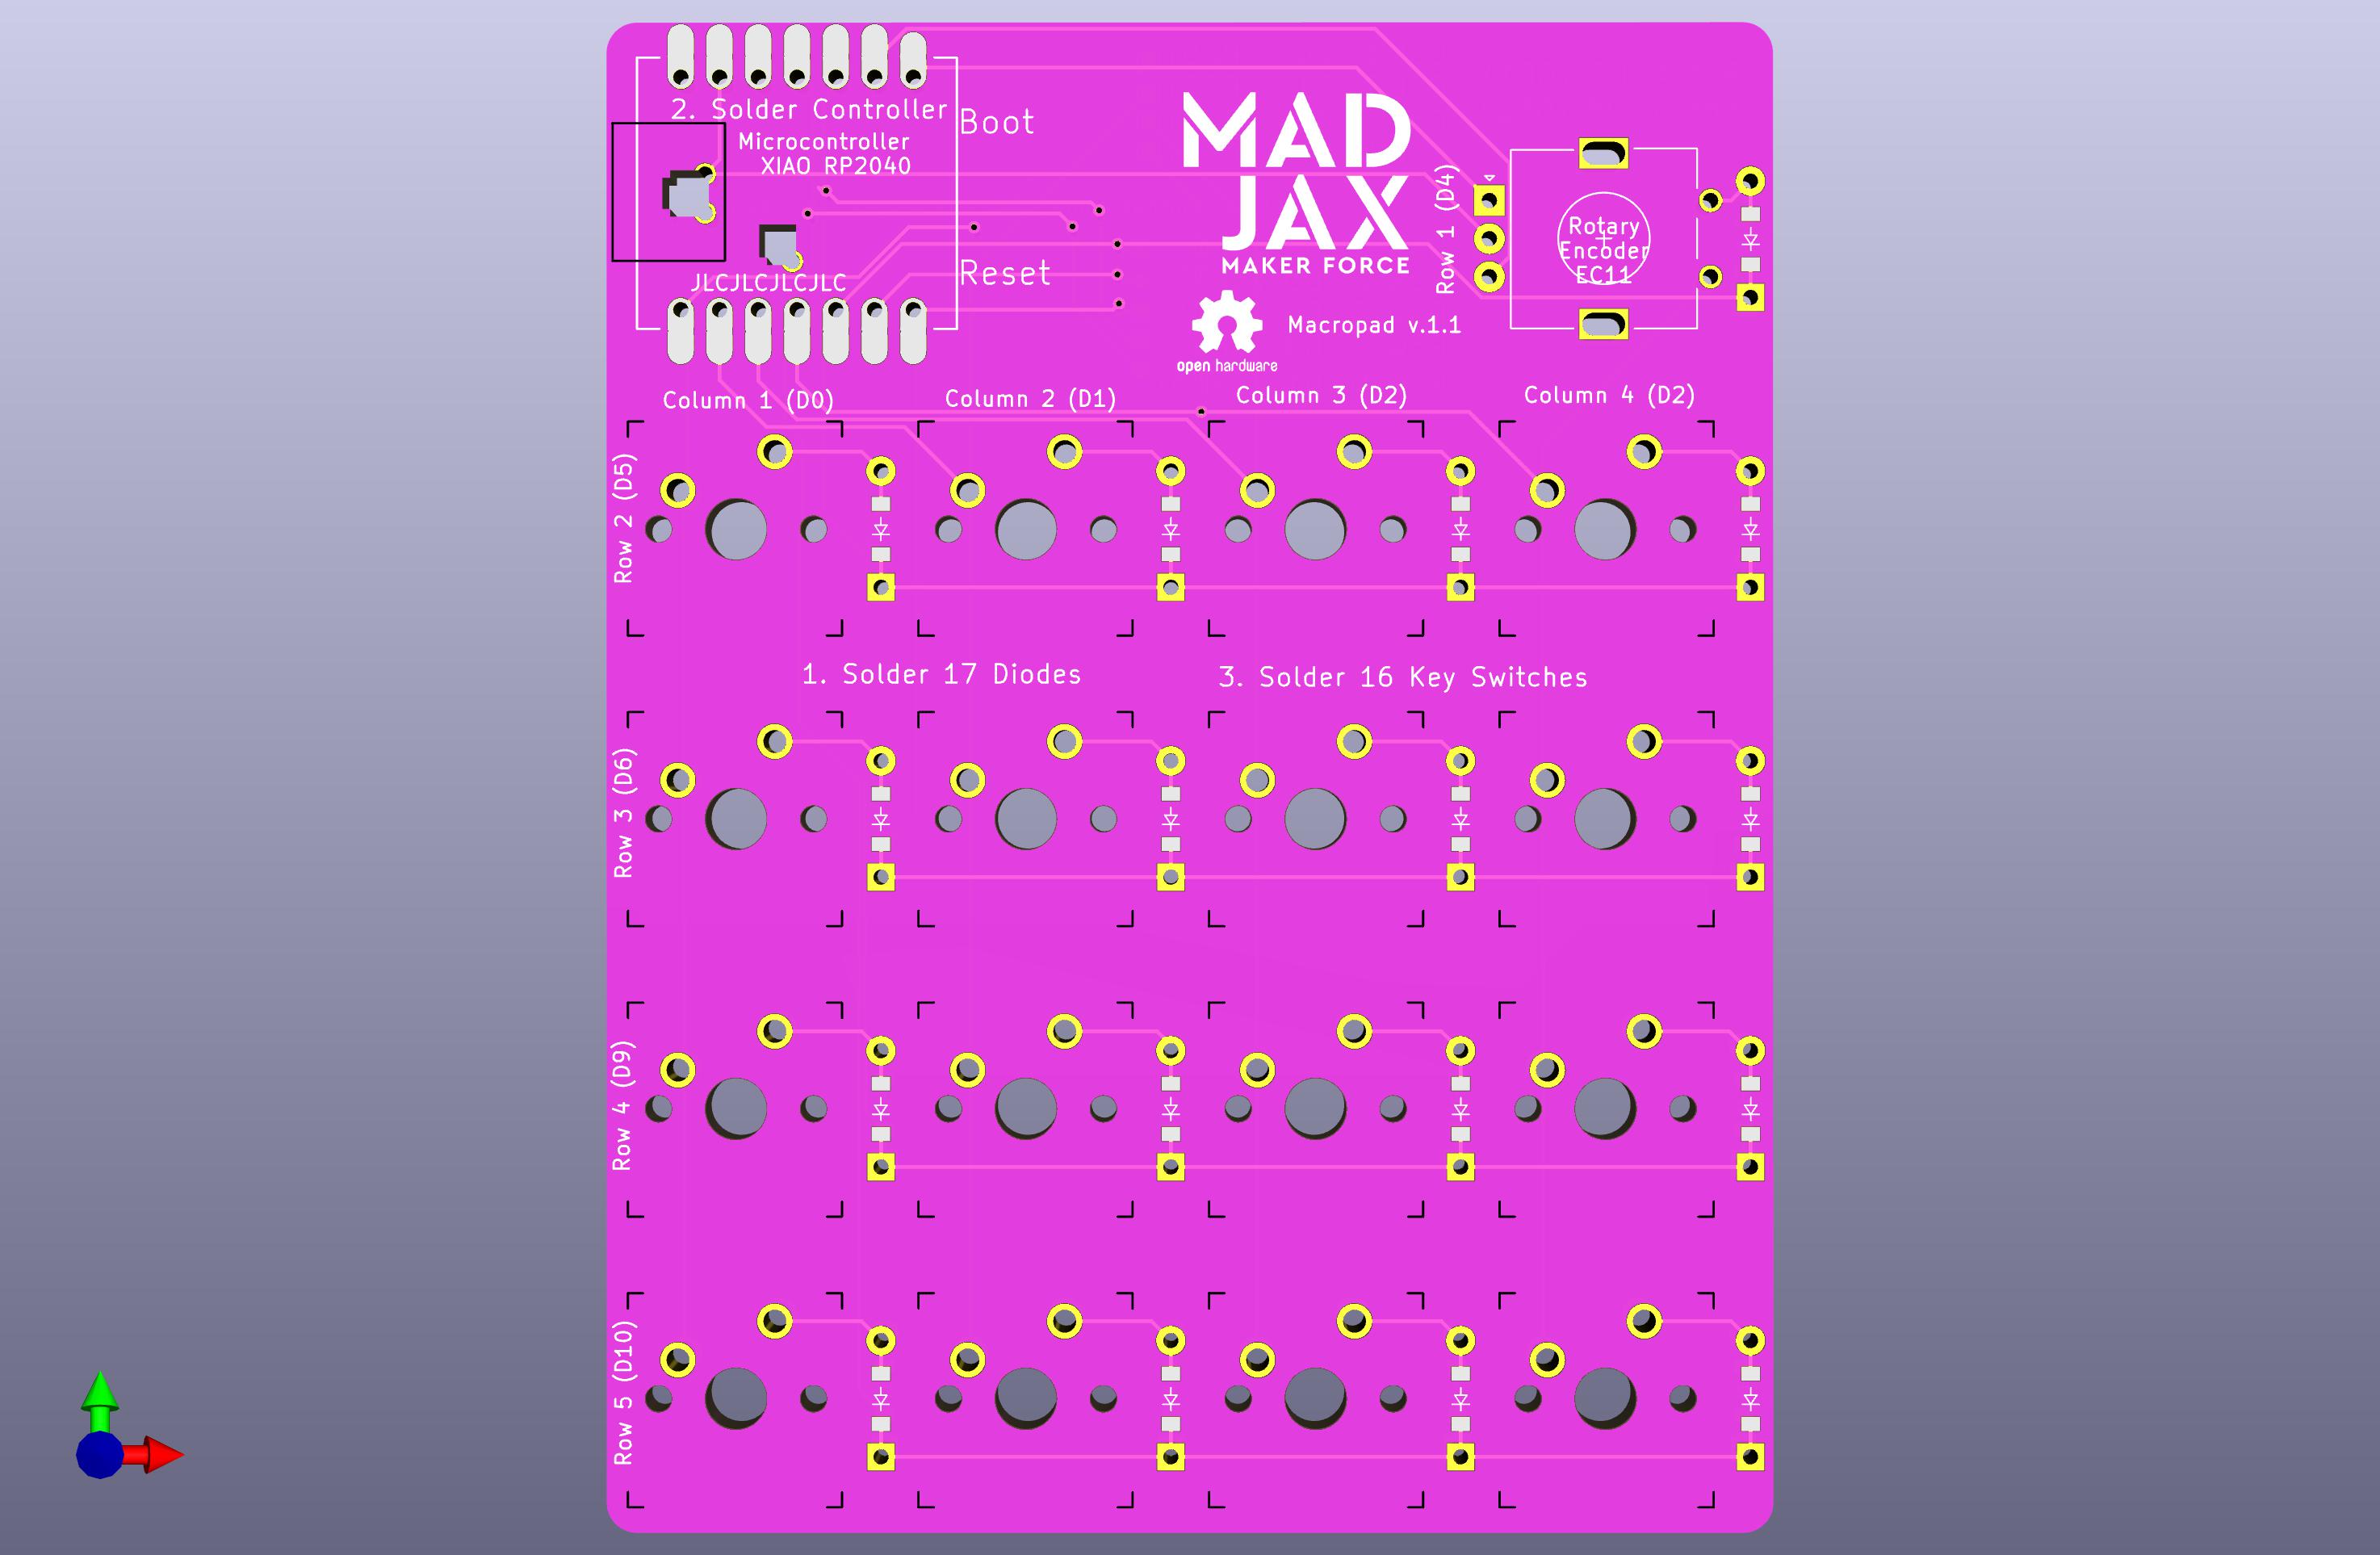 2. Solder Controller
Microcontroller
XIAO RP2040
Boot
Reset
JLCJLCJLCJLC
MAD
JAX
MAKER FORCE
open hardware
Macropad v.1.1
Row 1 (D4)
Rotary
Encoder
EC11
Column 1 (D0)
Column 2 (D1)
Column 3 (D2)
Column 4 (D2)
Row 2 (D5)
1. Solder 17 Diodes
3. Solder 16 Key Switches
Row 3 (D6)
Row 4 (D9)
Row 5 (D10)